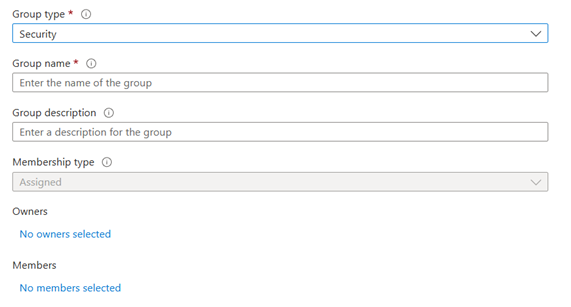 Group type *
Security
Group name *
Enter the name of the group
Group description
Enter a description for the group
Membership type
Assigned
Owners
No owners selected
Members
No members selected